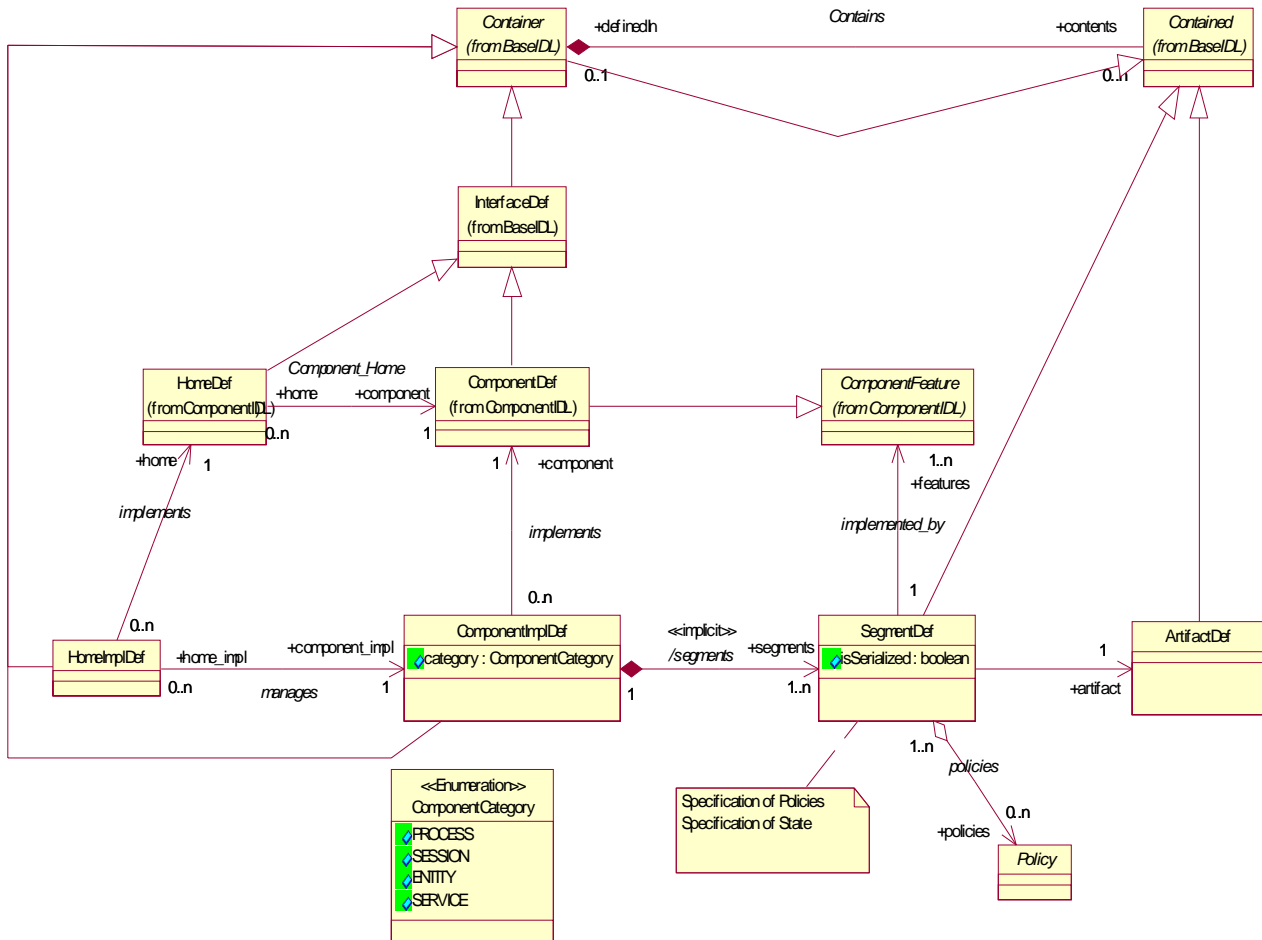 Container
(from BaseIDL)
+definedIn
Contains
+contents
Contained
(from BaseIDL)
0..1
0..n
InterfaceDef
(from BaseIDL)
HomeDef
(from ComponentIDL)
Component_Home
+home
+component
0..n
1
ComponentDef
(from ComponentIDL)
ComponentFeature
(from ComponentIDL)
+home
1
1
+component
1..n
+features
implements
implements
implemented_by
0..n
0..n
1
HomeImplDef
+home_impl
+component_impl
0..n
manages
1
ComponentImplDef
category : ComponentCategory
<<implicit>>
/segments
+segments
1
1..n
SegmentDef
isSerialized : boolean
1
+artifact
ArtifactDef
1..n
policies
0..n
+policies
Policy
<<Enumeration>>
ComponentCategory
PROCESS
SESSION
ENTITY
SERVICE
Specification of Policies
Specification of State